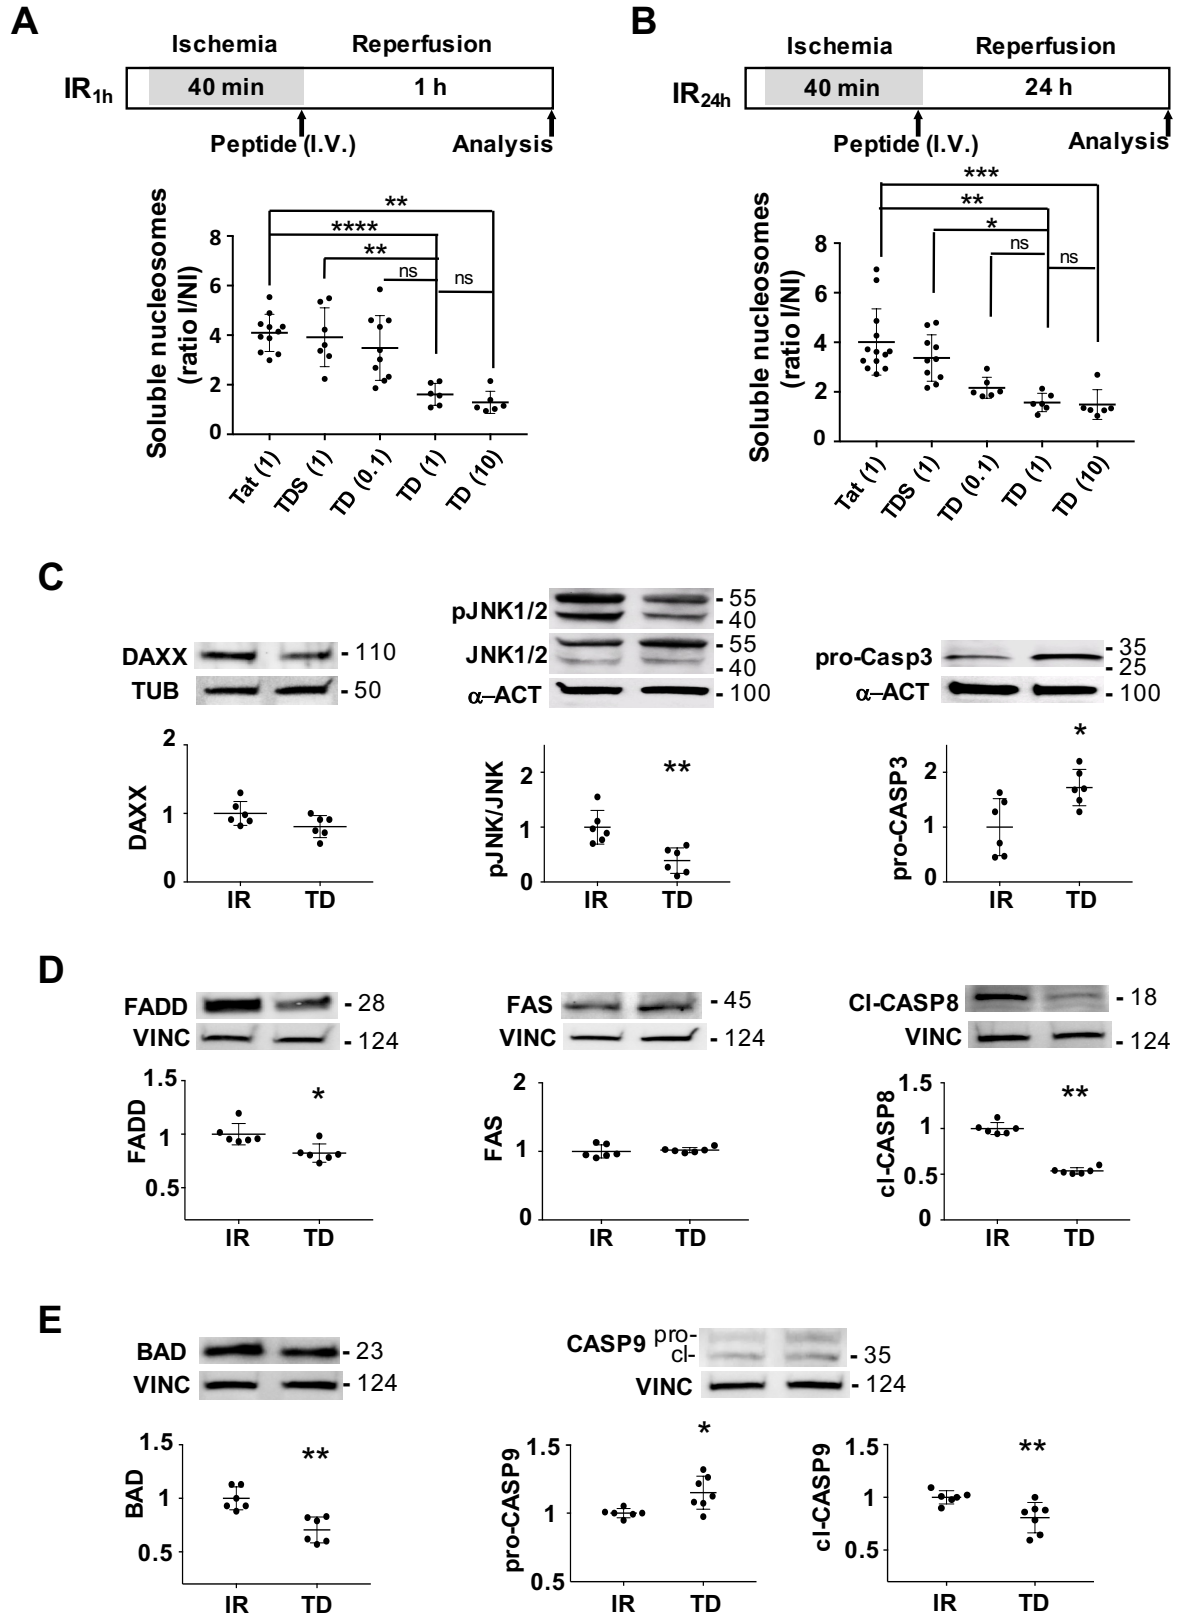 A
Ischemia Reperfusion
IR1h 40 min 1 h
Peptide (I.V.) Analysis
Soluble nucleosomes
(ratio I/NI)
**
****
**
ns
ns
8
6
4
2
0
Tat (1) TDS (1) TD (0.1) TD (1) TD (10)
B
Ischemia Reperfusion
IR24h 40 min 24 h
Peptide (I.V.) Analysis
Soluble nucleosomes
(ratio I/NI)
***
**
*
ns
ns
8
6
4
2
0
Tat (1) TDS (1) TD (0.1) TD (1) TD (10)
C
DAXX - 110
TUB - 50
DAXX
2
1
0
IR TD
pJNK1/2 - 55
- 40
JNK1/2 - 55
- 40
α–ACT - 100
pJNK/JNK
**
2
1
0
IR TD
pro-Casp3 - 35
- 25
α–ACT - 100
pro-CASP3
*
2
1
0
IR TD
D
FADD - 28
VINC - 124
FADD
*
1.5
1
0.5
IR TD
FAS - 45
VINC - 124
FAS
2
1
0
IR TD
Cl-CASP8 - 18
VINC - 124
cl-CASP8
**
1.5
1
0.5
0
IR TD
E
BAD - 23
VINC - 124
BAD
**
1.5
1
0.5
IR TD
CASP9 pro-
cl- - 35
VINC - 124
pro-CASP9
*
1.5
1
0.5
IR TD
cl-CASP9
**
1.5
1
0.5
IR TD